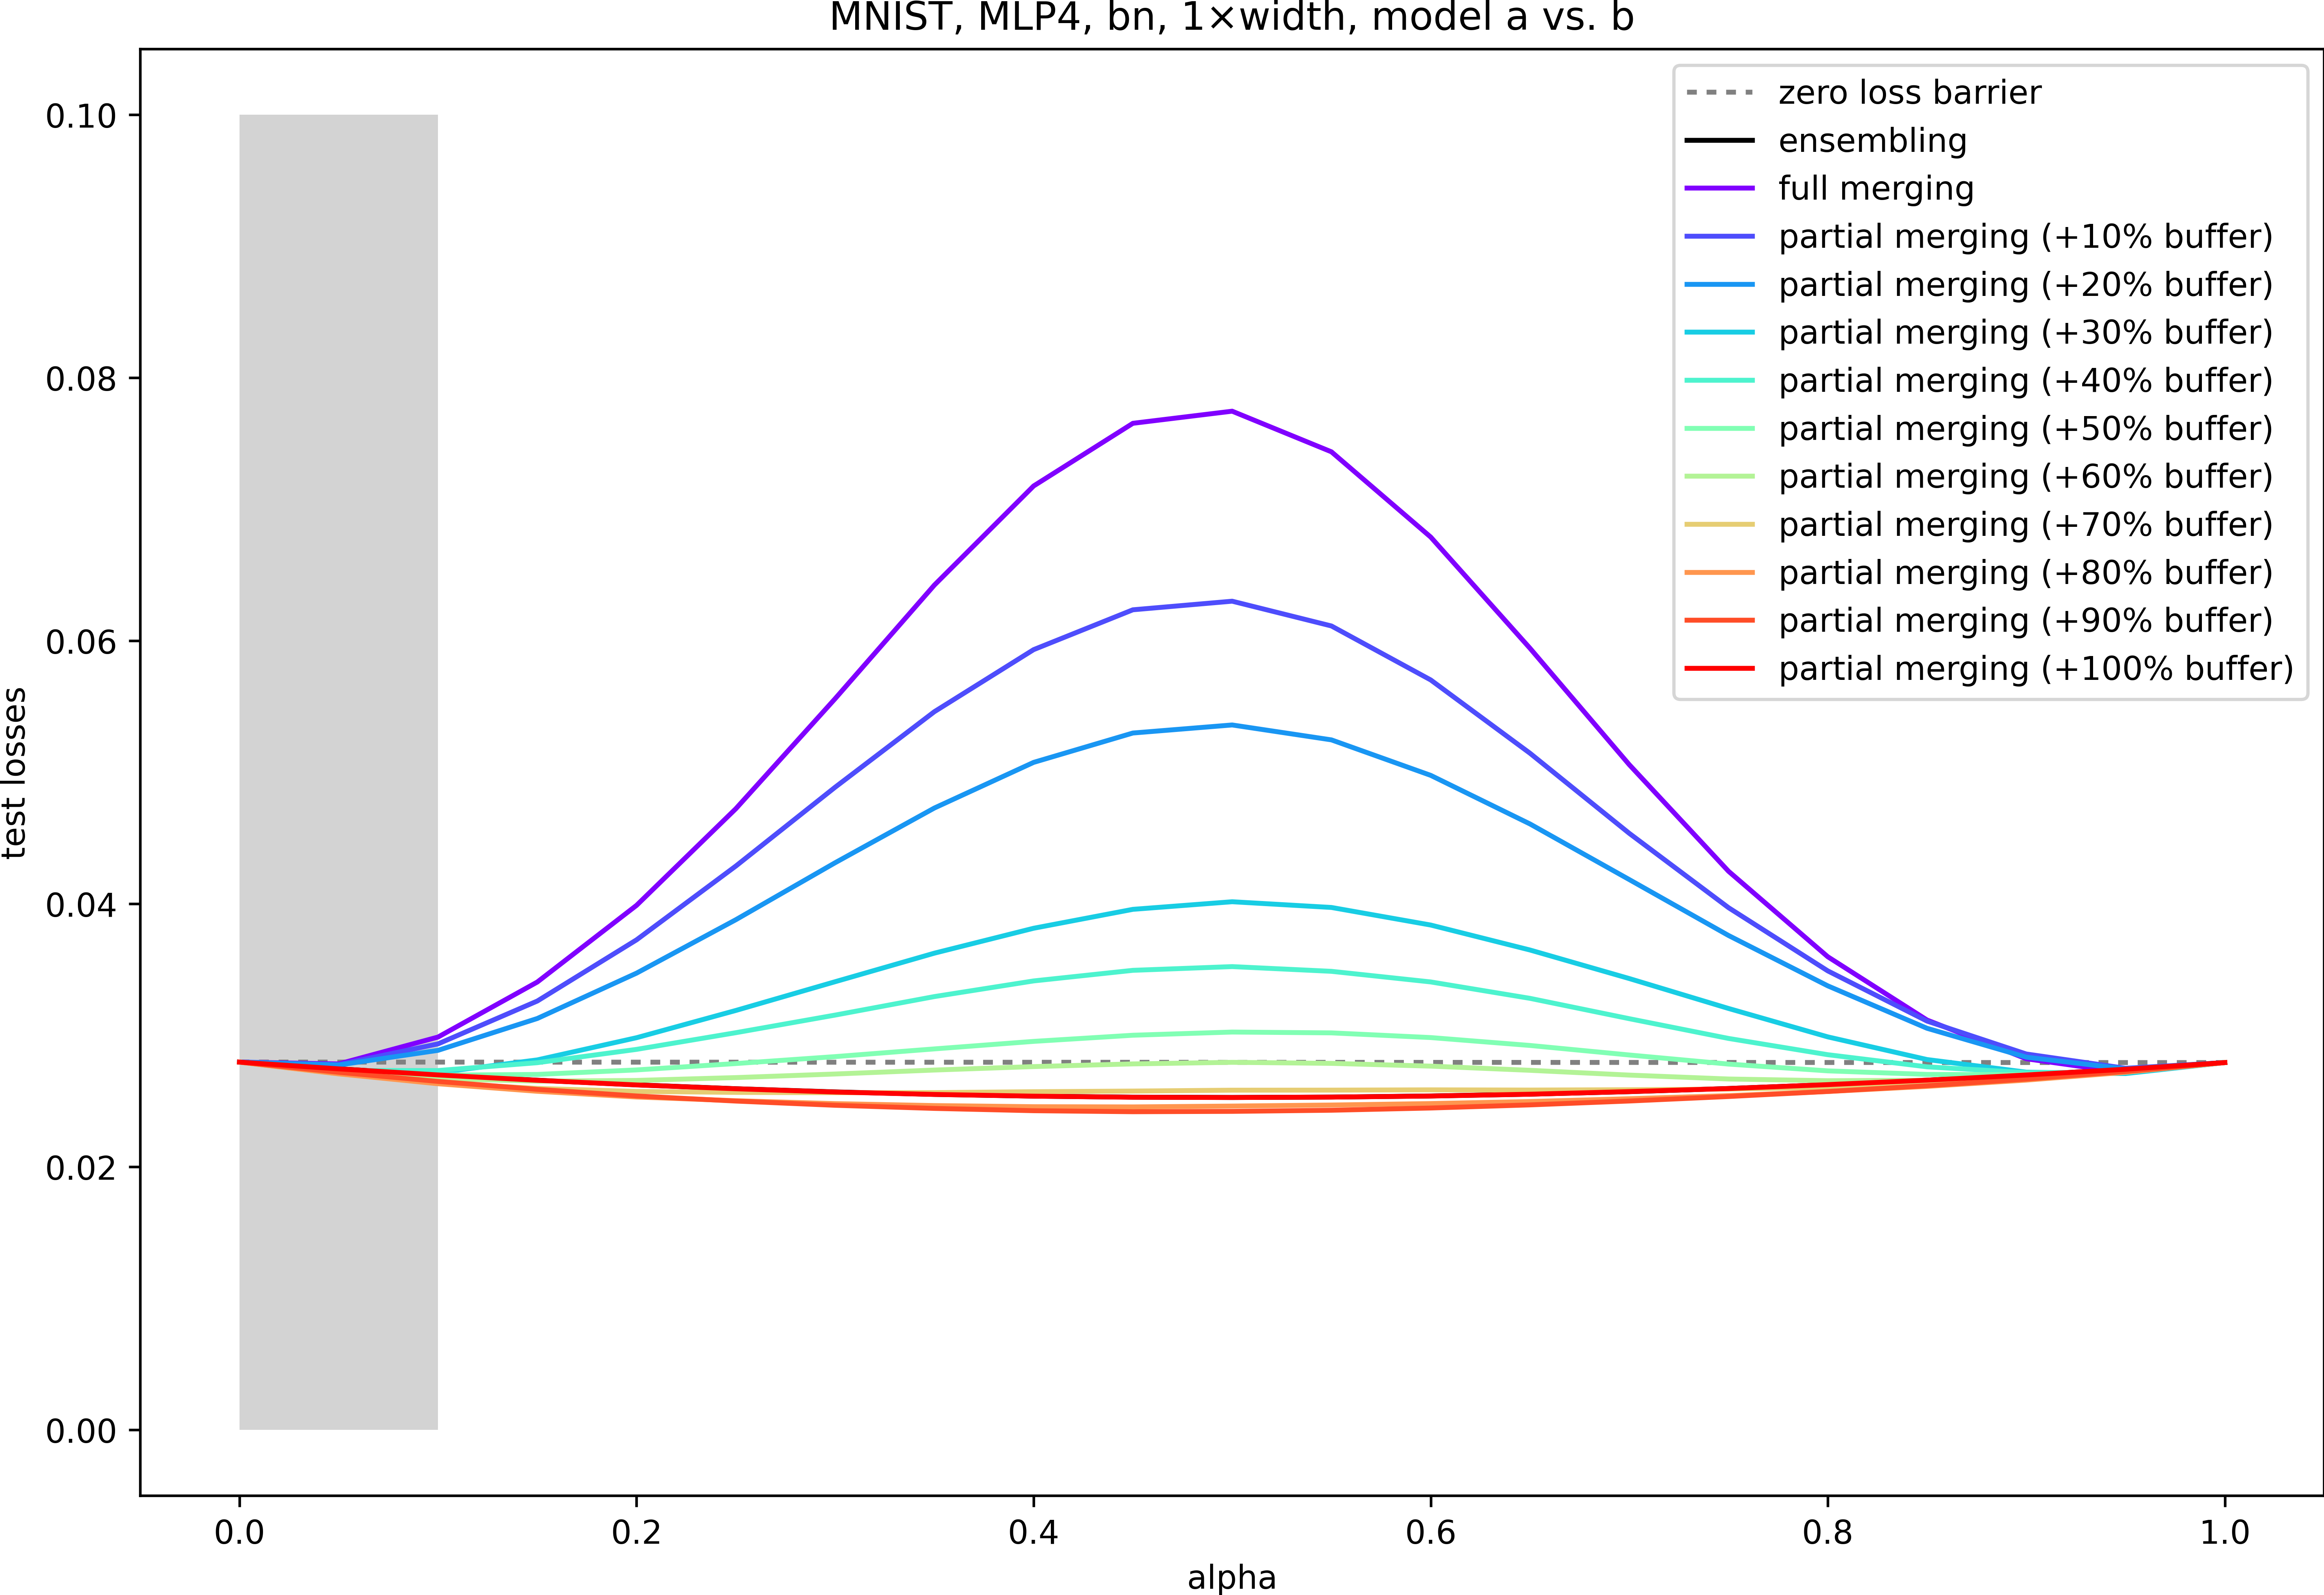 MNIST, MLP4, bn, 1×width, model a vs. b
zero loss barrier
ensembling
full merging
partial merging (+10% buffer)
partial merging (+20% buffer)
partial merging (+30% buffer)
partial merging (+40% buffer)
partial merging (+50% buffer)
partial merging (+60% buffer)
partial merging (+70% buffer)
partial merging (+80% buffer)
partial merging (+90% buffer)
partial merging (+100% buffer)
test losses
0.10
0.08
0.06
0.04
0.02
0.00
0.0 0.2 0.4 0.6 0.8 1.0
alpha